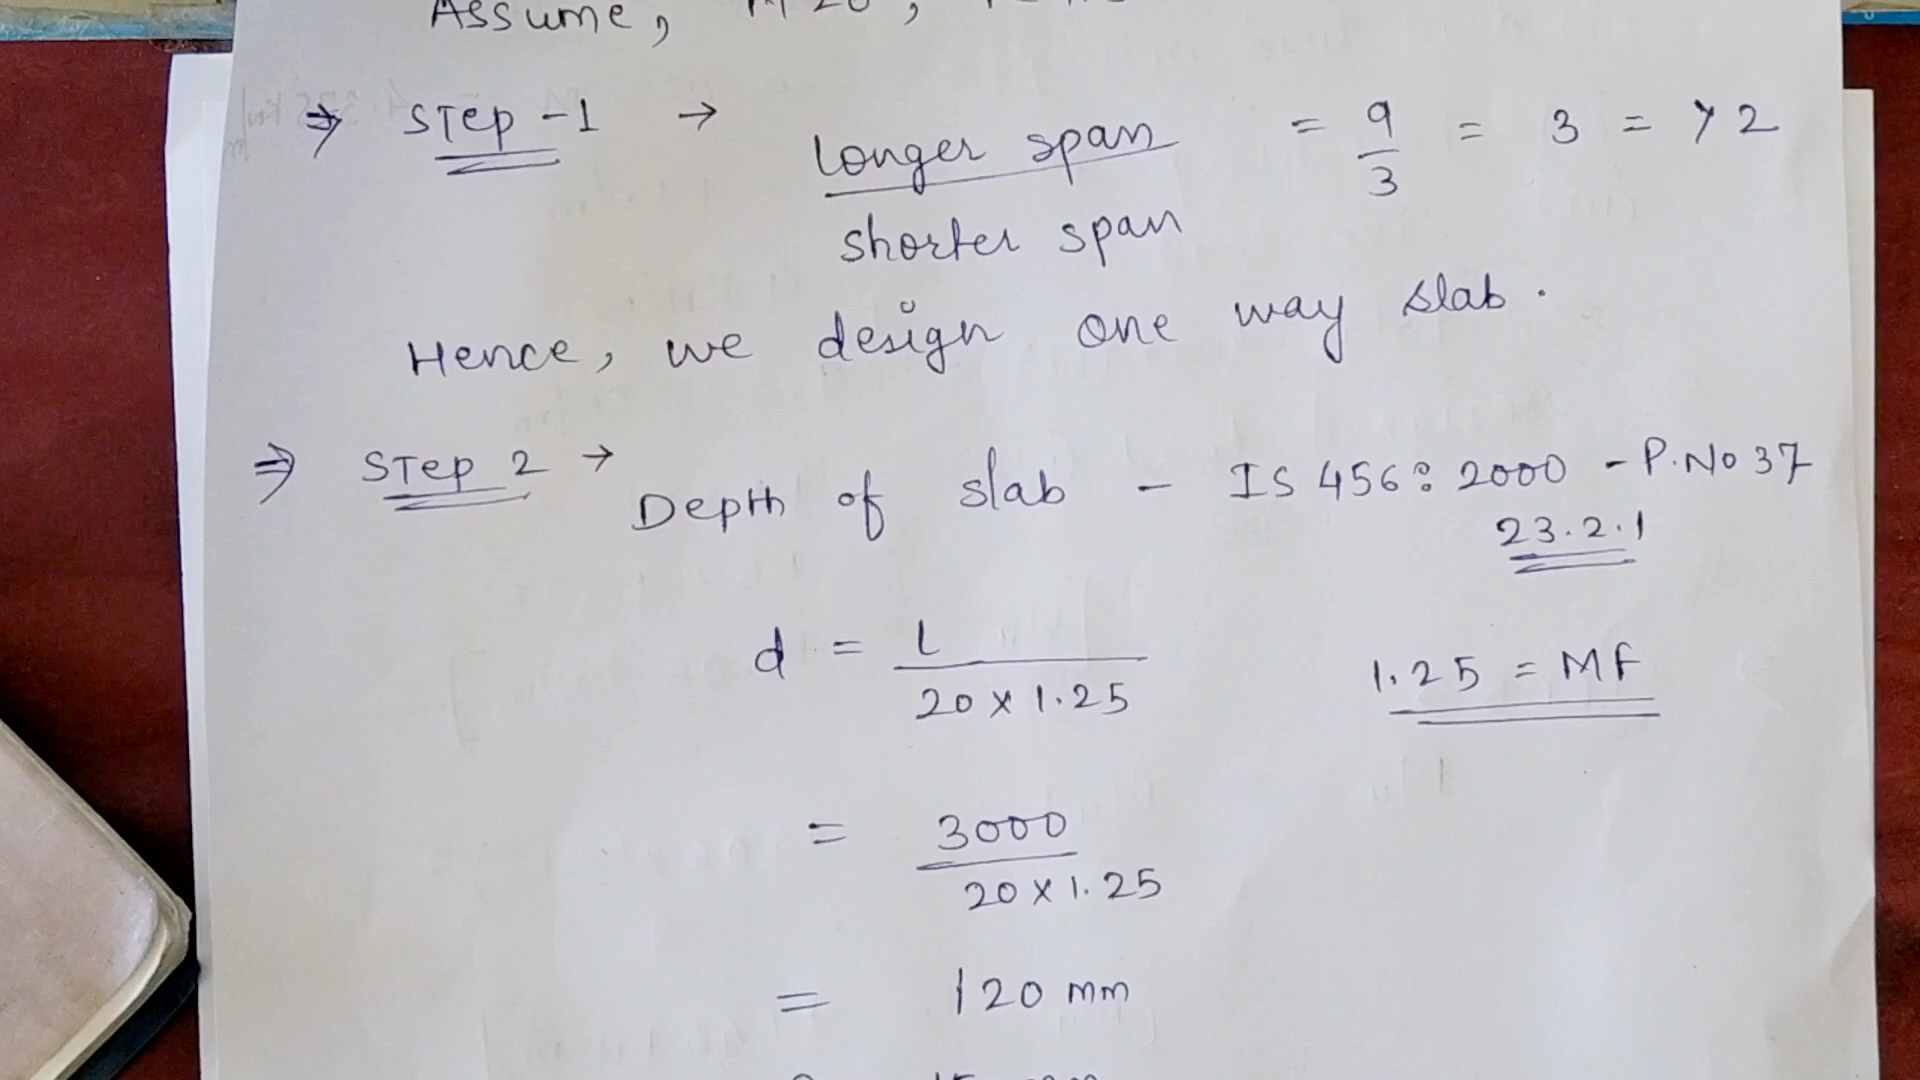 Assume, M20,
⇒ STep -1 → Longer span / shorter span = 9/3 = 3 = > 2
Hence, we design one way slab.
⇒ STep 2 → Depth of slab - IS 456: 2000 - P.No 37
23.2.1
d = L / 20 x 1.25
1.25 = MF
= 3000 / 20 x 1.25
= 120 mm